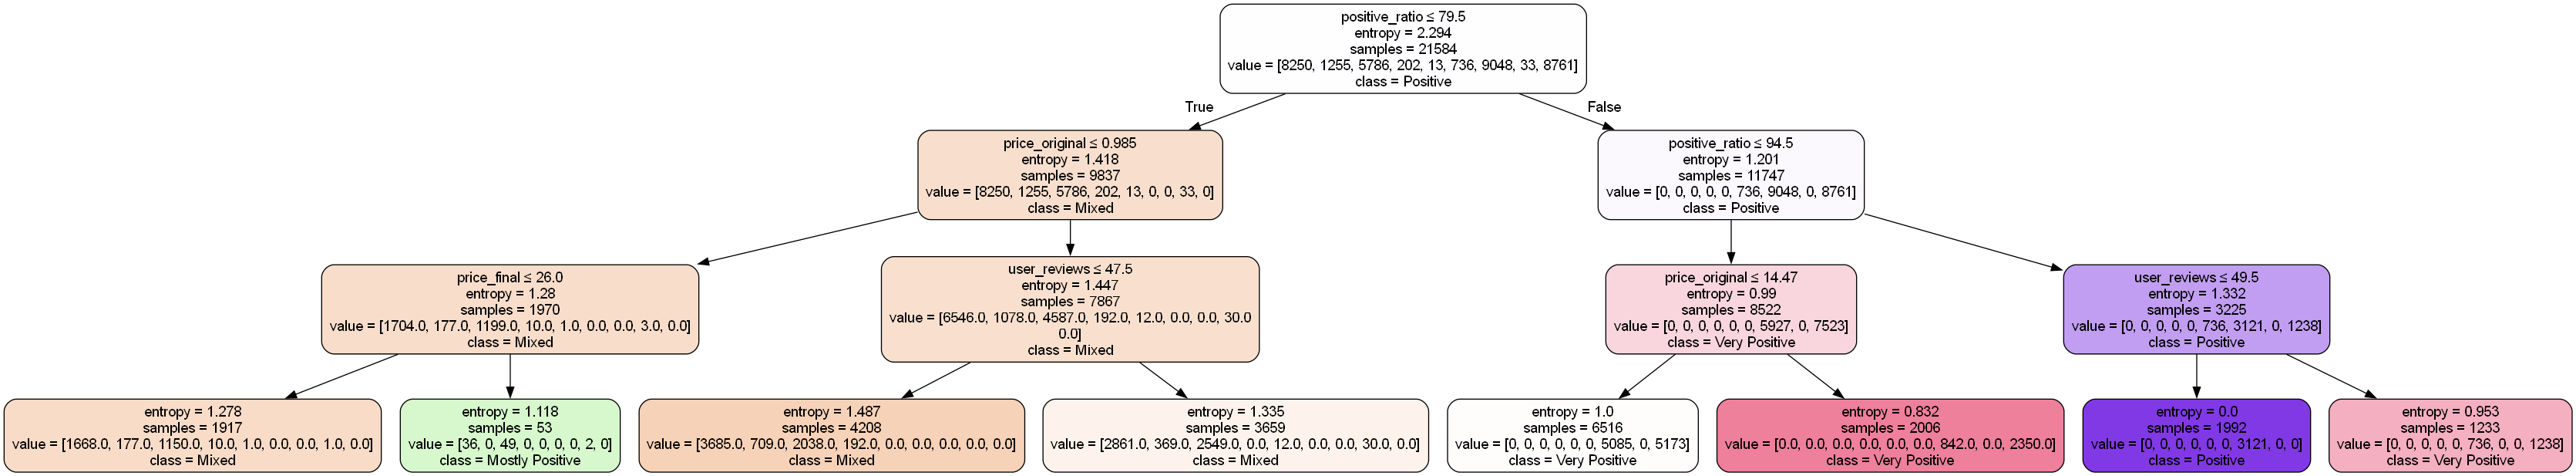 positive_ratio ≤ 79.5
entropy = 2.294
samples = 21584
value = [8250, 1255, 5786, 202, 13, 736, 9048, 33, 8761]
class = Positive
True
False
price_original ≤ 0.985
entropy = 1.418
samples = 9837
value = [8250, 1255, 5786, 202, 13, 0, 0, 33, 0]
class = Mixed
positive_ratio ≤ 94.5
entropy = 1.201
samples = 11747
value = [0, 0, 0, 0, 0, 736, 9048, 0, 8761]
class = Positive
price_final ≤ 26.0
entropy = 1.28
samples = 1970
value = [1704.0, 177.0, 1199.0, 10.0, 1.0, 0.0, 0.0, 3.0, 0.0]
class = Mixed
user_reviews ≤ 47.5
entropy = 1.447
samples = 7867
value = [6546.0, 1078.0, 4587.0, 192.0, 12.0, 0.0, 0.0, 30.0
0.0]
class = Mixed
price_original ≤ 14.47
entropy = 0.99
samples = 8522
value = [0, 0, 0, 0, 0, 0, 5927, 0, 7523]
class = Very Positive
user_reviews ≤ 49.5
entropy = 1.332
samples = 3225
value = [0, 0, 0, 0, 0, 736, 3121, 0, 1238]
class = Positive
entropy = 1.278
samples = 1917
value = [1668.0, 177.0, 1150.0, 10.0, 1.0, 0.0, 0.0, 1.0, 0.0]
class = Mixed
entropy = 1.118
samples = 53
value = [36, 0, 49, 0, 0, 0, 0, 2, 0]
class = Mostly Positive
entropy = 1.487
samples = 4208
value = [3685.0, 709.0, 2038.0, 192.0, 0.0, 0.0, 0.0, 0.0, 0.0]
class = Mixed
entropy = 1.335
samples = 3659
value = [2861.0, 369.0, 2549.0, 0.0, 12.0, 0.0, 0.0, 30.0, 0.0]
class = Mixed
entropy = 1.0
samples = 6516
value = [0, 0, 0, 0, 0, 0, 5085, 0, 5173]
class = Very Positive
entropy = 0.832
samples = 2006
value = [0.0, 0.0, 0.0, 0.0, 0.0, 0.0, 842.0, 0.0, 2350.0]
class = Very Positive
entropy = 0.0
samples = 1992
value = [0, 0, 0, 0, 0, 0, 3121, 0, 0]
class = Positive
entropy = 0.953
samples = 1233
value = [0, 0, 0, 0, 0, 736, 0, 0, 1238]
class = Very Positive